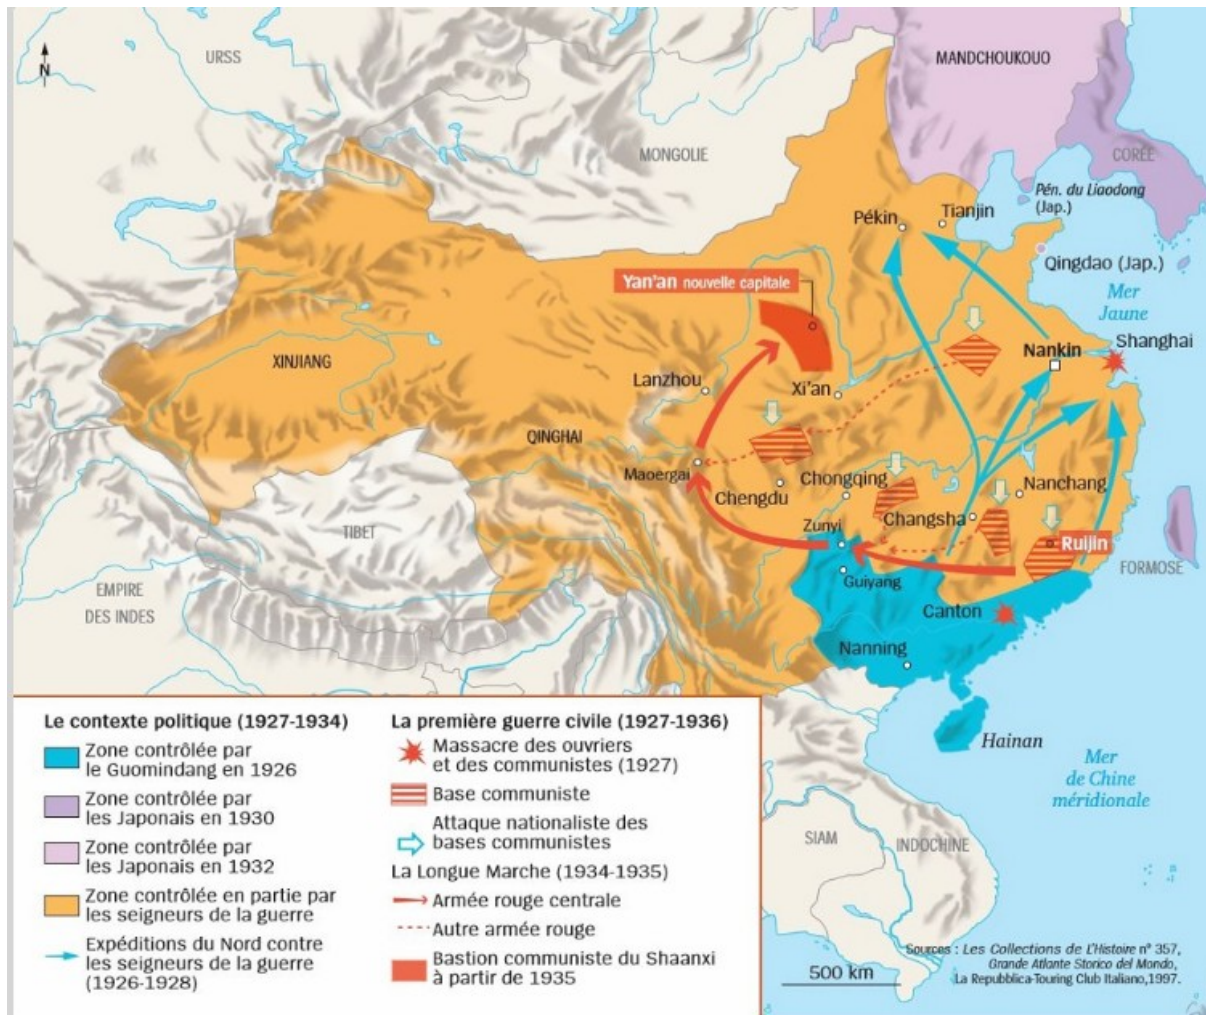 N
URSS
MONGOLIE
MANDCHOUKOUO
CORÉE
Pén. du Liaodong
(Jap.)
Pékin
Tianjin
Qingdao (Jap.)
Mer
Jaune
Yan'an nouvelle capitale
Nankin
Shanghai
XINJIANG
Lanzhou
Xi'an
QINGHAI
Maoergai
Chengdu
Chongqing
Nanchang
Changsha
TIBET
Zunyi
Ruijin
Guiyang
FORMOSE
EMPIRE
DES INDES
Canton
Nanning
Hainan
Mer
de Chine
méridionale
SIAM
INDOCHINE
Le contexte politique (1927-1934)
Zone contrôlée par
le Guomindang en 1926
Zone contrôlée par
les Japonais en 1930
Zone contrôlée par
les Japonais en 1932
Zone contrôlée en partie par
les seigneurs de la guerre
Expéditions du Nord contre
les seigneurs de la guerre
(1926-1928)
La première guerre civile (1927-1936)
Massacre des ouvriers
et des communistes (1927)
Base communiste
Attaque nationaliste des
bases communistes
La Longue Marche (1934-1935)
Armée rouge centrale
Autre armée rouge
Bastion communiste du Shaanxi
à partir de 1935
500 km
Sources : Les Collections de L'Histoire n° 357,
Grande Atlante Storico del Mondo,
La Repubblica-Touring Club Italiano, 1997.